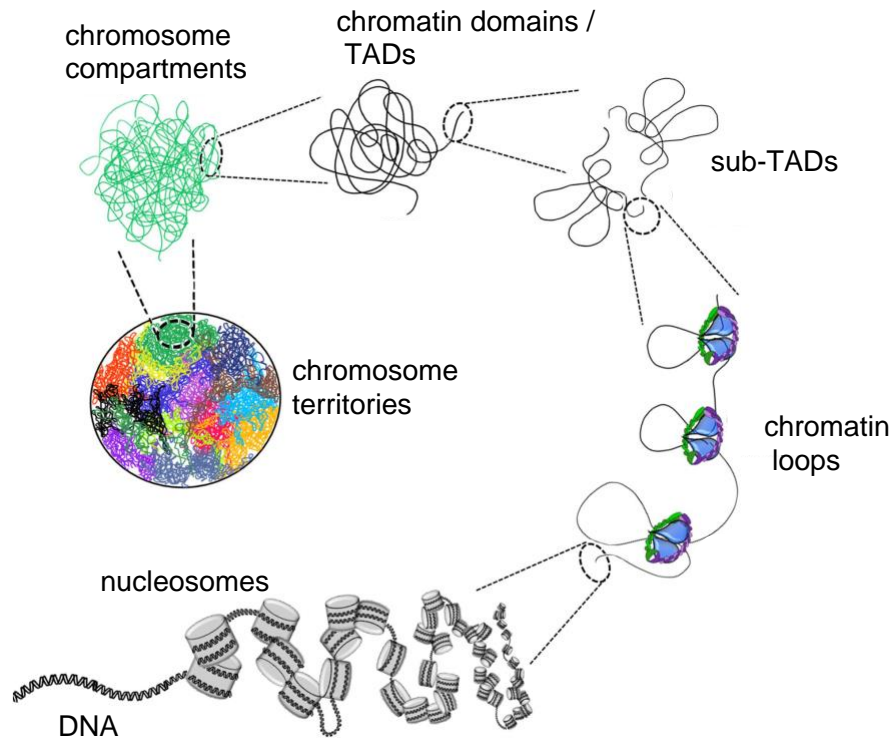 chromosome
compartments
chromatin domains /
TADs
sub-TADs
chromosome
territories
chromatin
loops
nucleosomes
DNA